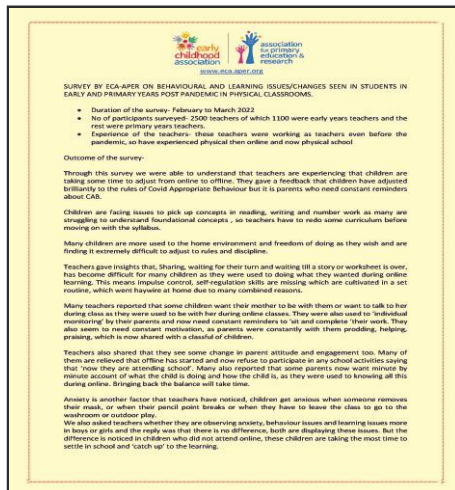 early
childhood
association
association
for primary
education &
research
www.eca.aper.org
SURVEY BY ECA-APER ON BEHAVIOURAL AND LEARNING ISSUES/CHANGES SEEN IN STUDENTS IN
EARLY AND PRIMARY YEARS POST PANDEMIC IN PHYSICAL CLASSROOMS.
• Duration of the survey- February to March 2022
• No of participants surveyed- 2500 teachers of which 1100 were early years teachers and the
rest were primary years teachers.
• Experience of the teachers- these teachers were working as teachers even before the
pandemic, so have experienced physical then online and now physical school
Outcome of the survey-
Through this survey we were able to understand that teachers are experiencing that children are
taking some time to adjust from online to offline. They gave a feedback that children have adjusted
brilliantly to the rules of Covid Appropriate Behaviour but it is parents who need constant reminders
about CAB.
Children are facing issues to pick up concepts in reading, writing and number work as many are
struggling to understand foundational concepts , so teachers have to redo some curriculum before
moving on with the syllabus.
Many children are more used to the home environment and freedom of doing as they wish and are
finding it extremely difficult to adjust to rules and discipline.
Teachers gave insights that, Sharing, waiting for their turn and waiting till a story or worksheet is over,
has become difficult for many children as they were used to doing what they wanted during online
learning. This means impulse control, self-regulation skills are missing which are cultivated in a set
routine, which went haywire at home due to many combined reasons.
Many teachers reported that some children want their mother to be with them or want to talk to her
during class as they were used to be with her during online classes. They were also used to 'individual
monitoring' by their parents and now need constant reminders to 'sit and complete 'their work. They
also seem to need constant motivation, as parents were constantly with them prodding, helping,
praising, which is now shared with a classful of children.
Teachers also shared that they see some change in parent attitude and engagement too. Many of
them are relieved that offline has started and now refuse to participate in any school activities saying
that 'now they are attending school'. Many also reported that some parents now want minute by
minute account of what the child is doing and how the child is, as they were used to knowing all this
during online. Bringing back the balance will take time.
Anxiety is another factor that teachers have noticed, children get anxious when someone removes
their mask, or when their pencil point breaks or when they have to leave the class to go to the
washroom or outdoor play.
We also asked teachers whether they are observing anxiety, behaviour issues and learning issues more
in boys or girls and the reply was that there is no difference, both are displaying these issues. But the
difference is noticed in children who did not attend online, these children are taking the most time to
settle in school and 'catch up' to the learning.